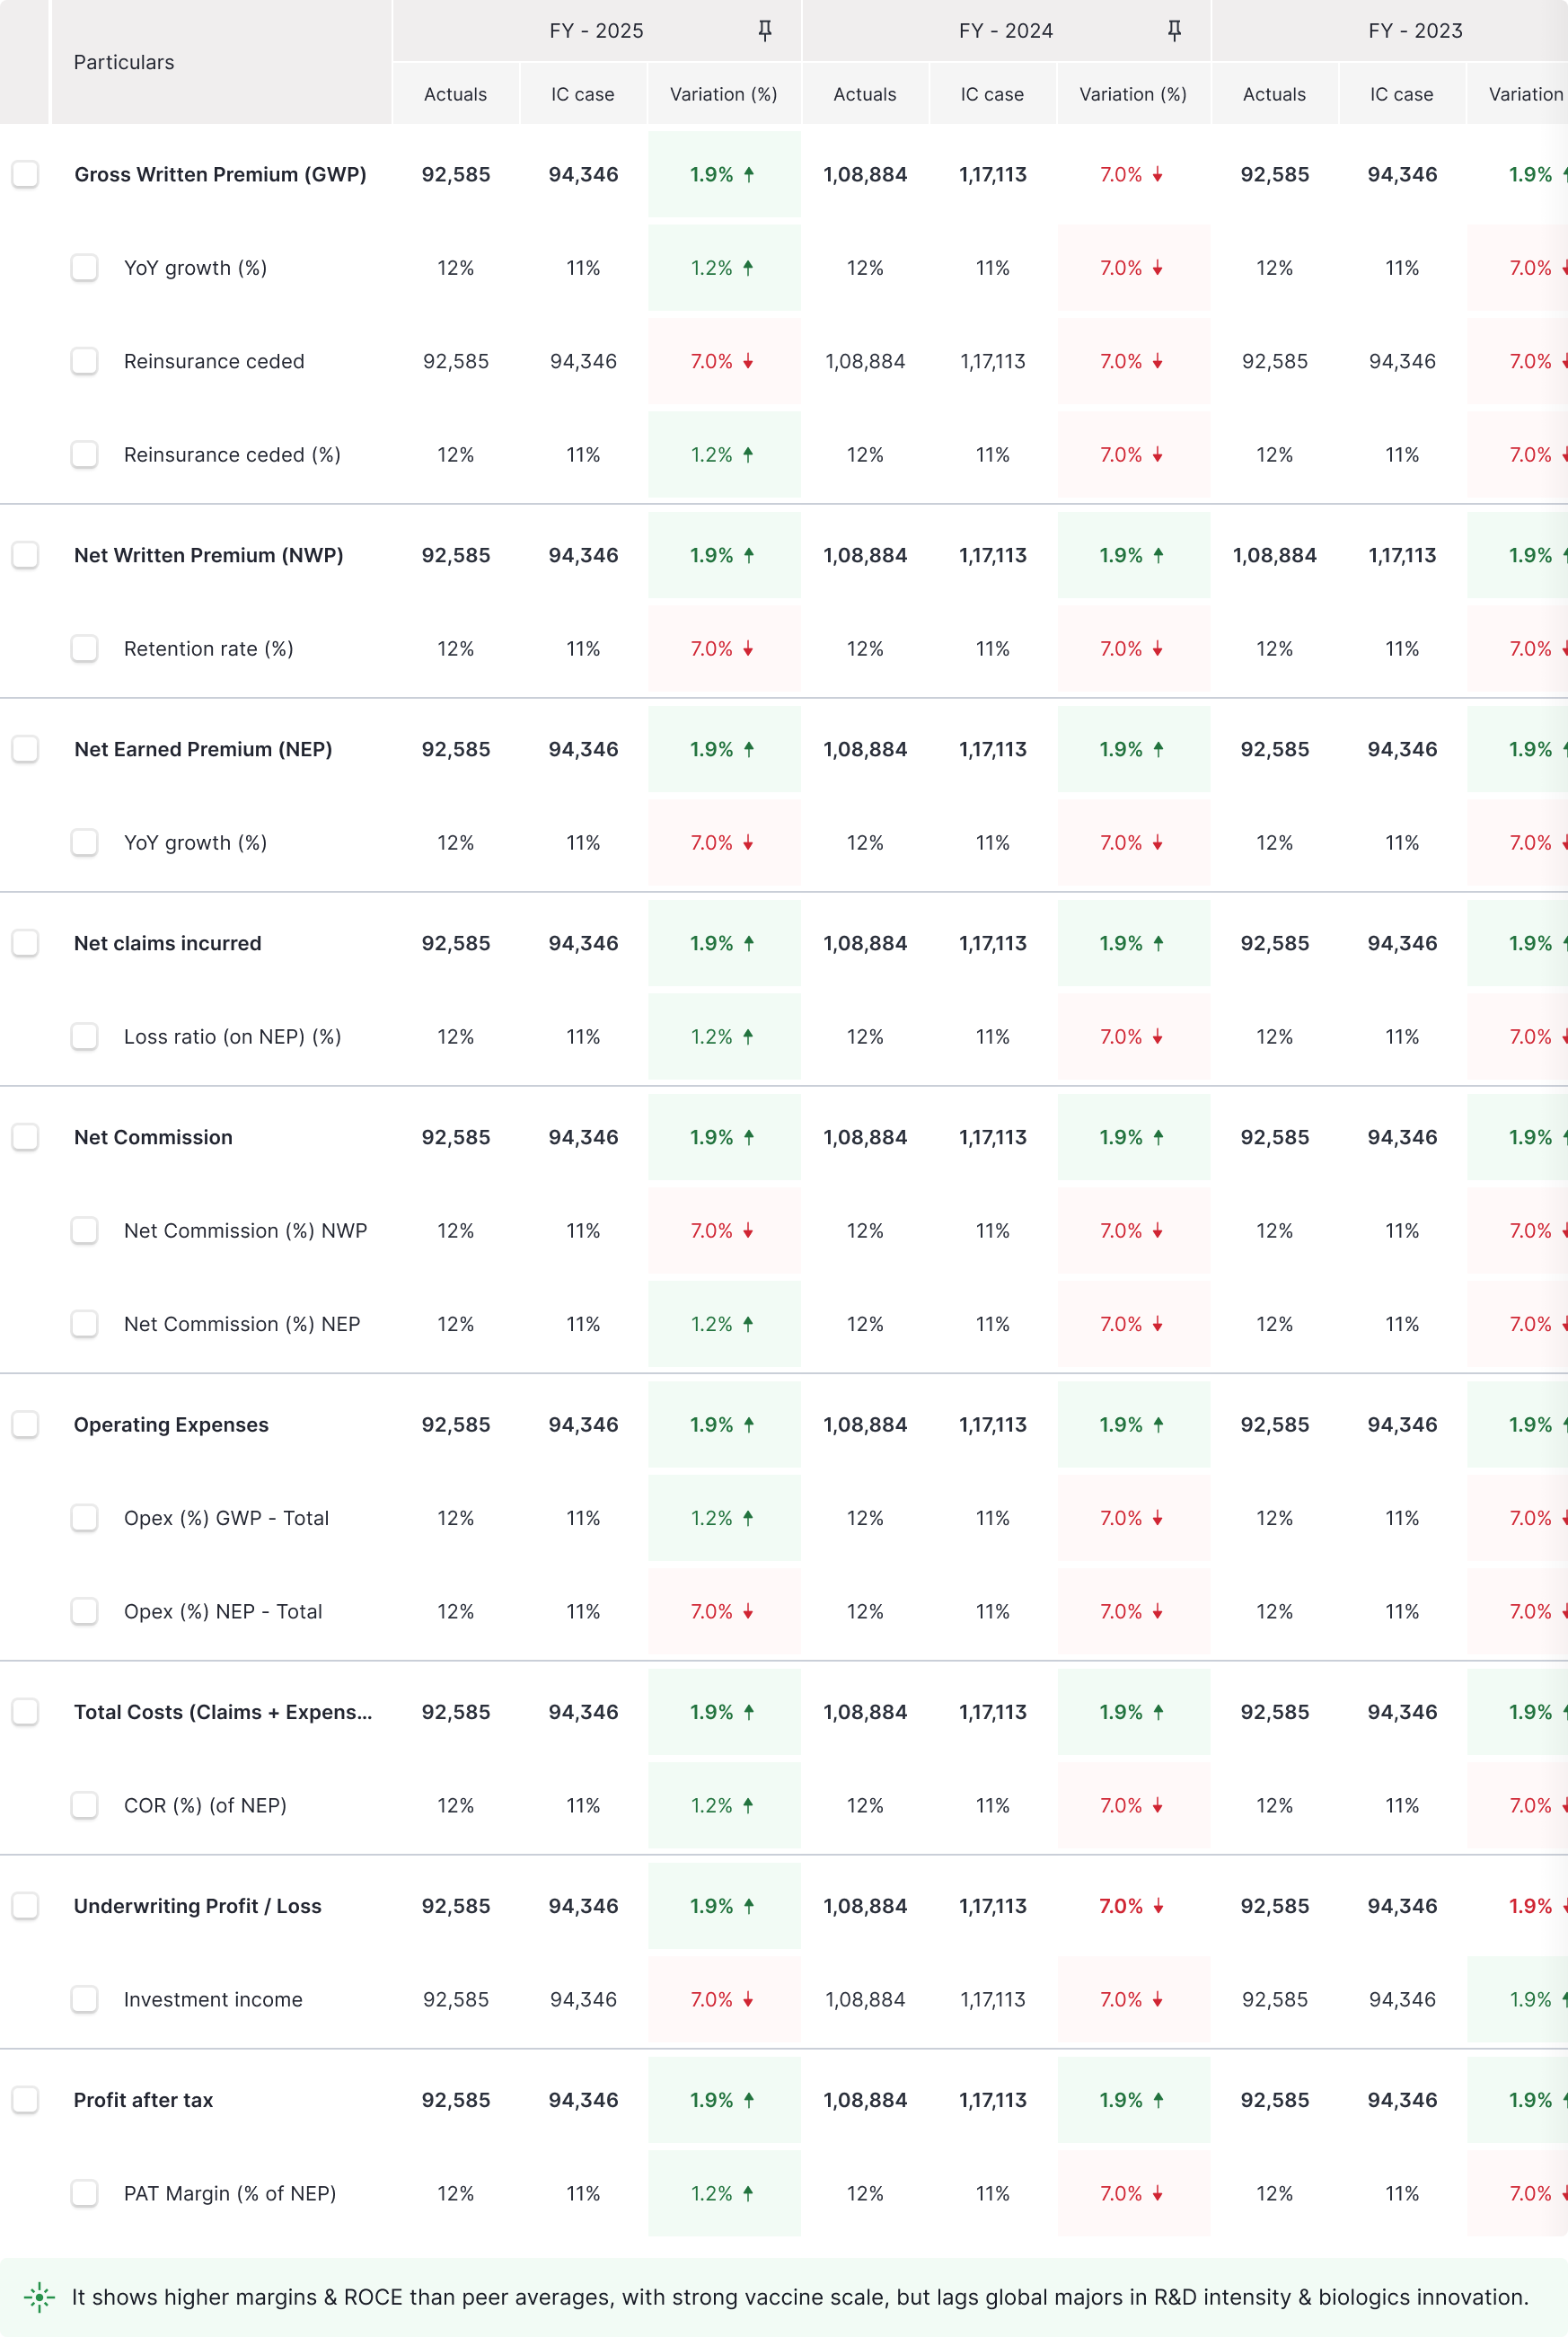 Particulars FY - 2025 FY - 2024 FY - 2023
Actuals IC case Variation (%) Actuals IC case Variation (%) Actuals IC case Variation
Gross Written Premium (GWP) 92,585 94,346 1.9% 1,08,884 1,17,113 7.0% 92,585 94,346 1.9%
YoY growth (%) 12% 11% 1.2% 12% 11% 7.0% 12% 11% 7.0%
Reinsurance ceded 92,585 94,346 7.0% 1,08,884 1,17,113 7.0% 92,585 94,346 7.0%
Reinsurance ceded (%) 12% 11% 1.2% 12% 11% 7.0% 12% 11% 7.0%
Net Written Premium (NWP) 92,585 94,346 1.9% 1,08,884 1,17,113 1.9% 1,08,884 1,17,113 1.9%
Retention rate (%) 12% 11% 7.0% 12% 11% 7.0% 12% 11% 7.0%
Net Earned Premium (NEP) 92,585 94,346 1.9% 1,08,884 1,17,113 1.9% 92,585 94,346 1.9%
YoY growth (%) 12% 11% 7.0% 12% 11% 7.0% 12% 11% 7.0%
Net claims incurred 92,585 94,346 1.9% 1,08,884 1,17,113 1.9% 92,585 94,346 1.9%
Loss ratio (on NEP) (%) 12% 11% 1.2% 12% 11% 7.0% 12% 11% 7.0%
Net Commission 92,585 94,346 1.9% 1,08,884 1,17,113 1.9% 92,585 94,346 1.9%
Net Commission (%) NWP 12% 11% 7.0% 12% 11% 7.0% 12% 11% 7.0%
Net Commission (%) NEP 12% 11% 1.2% 12% 11% 7.0% 12% 11% 7.0%
Operating Expenses 92,585 94,346 1.9% 1,08,884 1,17,113 1.9% 92,585 94,346 1.9%
Opex (%) GWP - Total 12% 11% 1.2% 12% 11% 7.0% 12% 11% 7.0%
Opex (%) NEP - Total 12% 11% 7.0% 12% 11% 7.0% 12% 11% 7.0%
Total Costs (Claims + Expens... 92,585 94,346 1.9% 1,08,884 1,17,113 1.9% 92,585 94,346 1.9%
COR (%) (of NEP) 12% 11% 1.2% 12% 11% 7.0% 12% 11% 7.0%
Underwriting Profit / Loss 92,585 94,346 1.9% 1,08,884 1,17,113 7.0% 92,585 94,346 1.9%
Investment income 92,585 94,346 7.0% 1,08,884 1,17,113 7.0% 92,585 94,346 1.9%
Profit after tax 92,585 94,346 1.9% 1,08,884 1,17,113 1.9% 92,585 94,346 1.9%
PAT Margin (% of NEP) 12% 11% 1.2% 12% 11% 7.0% 12% 11% 7.0%
It shows higher margins & ROCE than peer averages, with strong vaccine scale, but lags global majors in R&D intensity & biologics innovation.